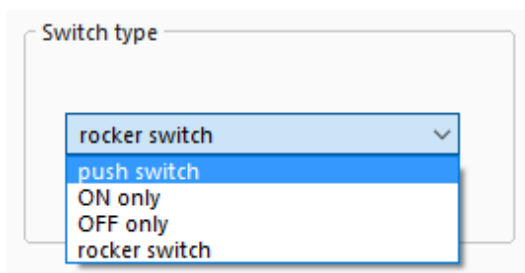 Switch type
rocker switch
push switch
ON only
OFF only
rocker switch